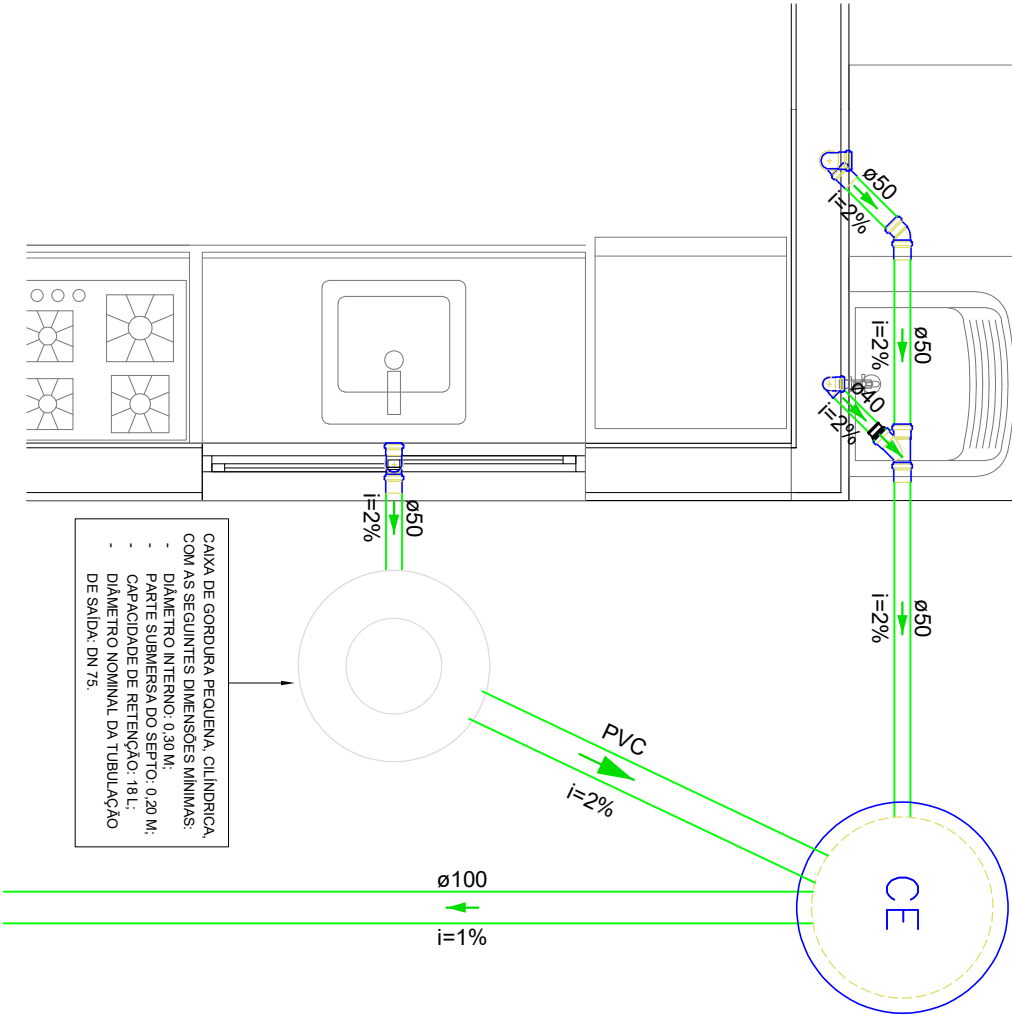 ø50
i=2%
ø50
i=2%
ø40
i=2%
ø50
i=2%
ø50
i=2%
CAIXA DE GORDURA PEQUENA, CILÍNDRICA,
COM AS SEGUINTES DIMENSÕES MÍNIMAS:
- DIÂMETRO INTERNO: 0,30 M;
- PARTE SUBMERSA DO SEPTO: 0,20 M;
- CAPACIDADE DE RETENÇÃO: 18 L;
- DIÂMETRO NOMINAL DA TUBULAÇÃO
DE SAÍDA: DN 75.
PVC
i=2%
CE
ø100
i=1%